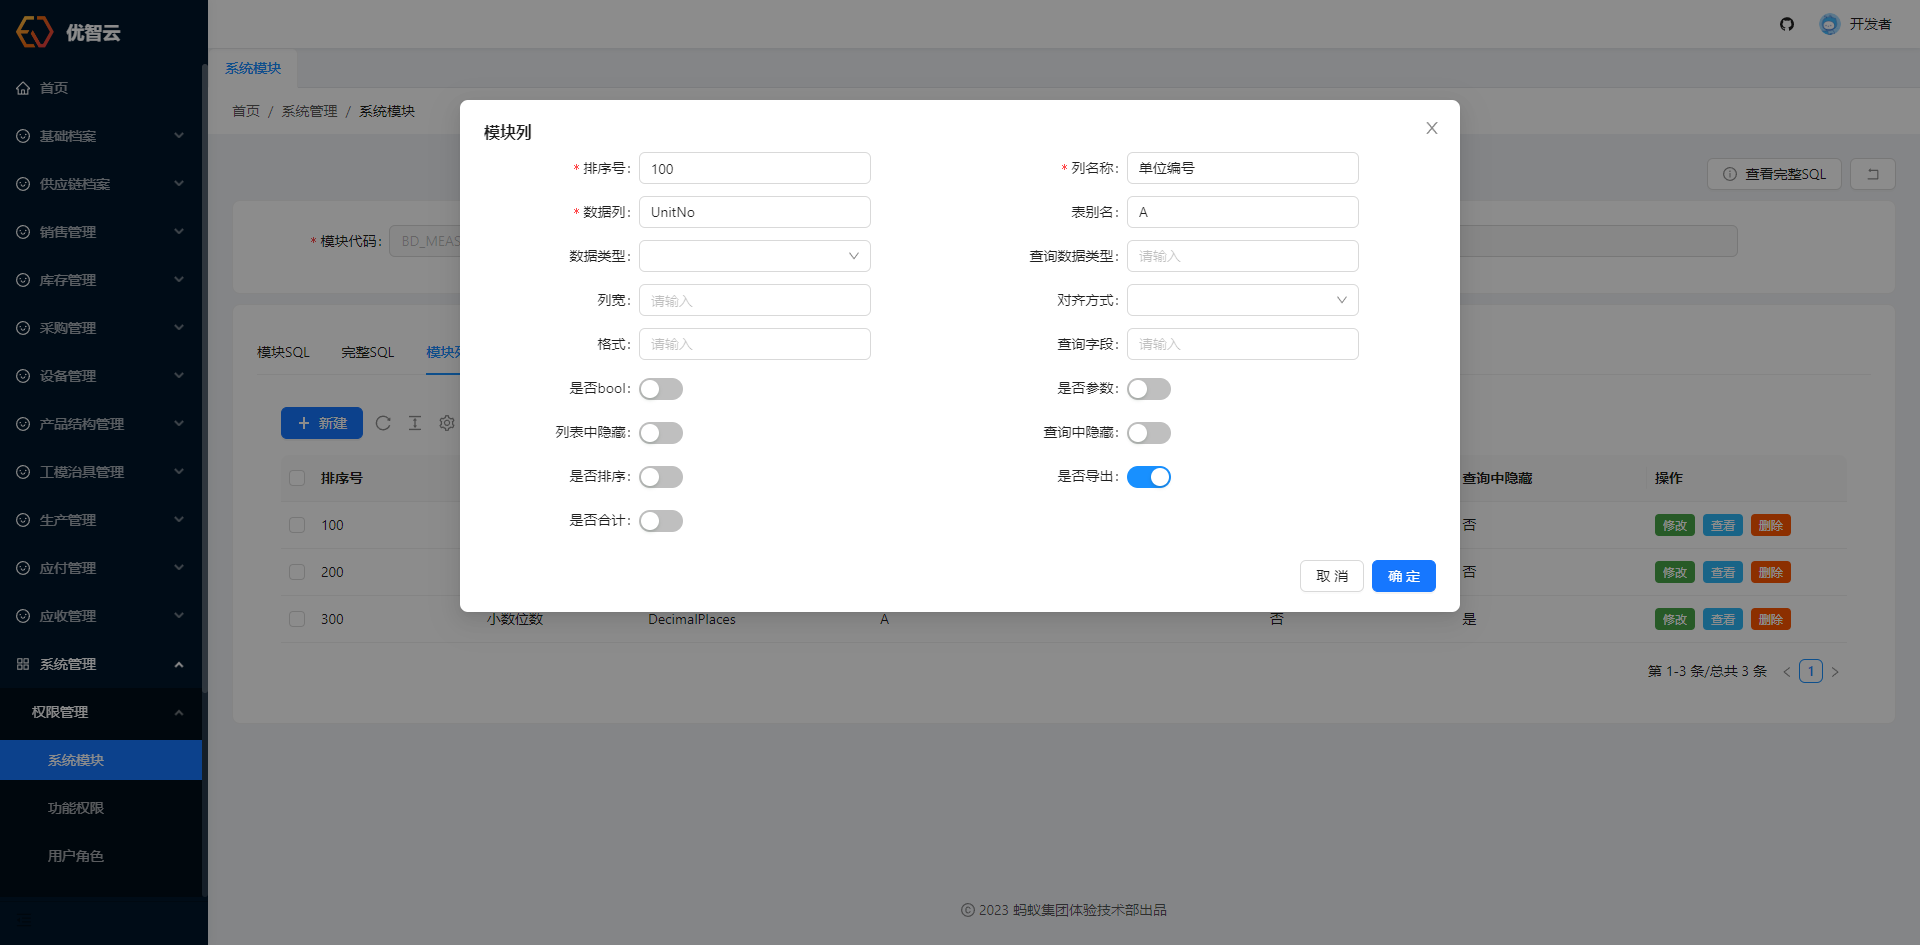 优智云
开发者
首页
基础档案
供应链档案
销售管理
库存管理
采购管理
设备管理
产品结构管理
工模治具管理
生产管理
应付管理
应收管理
系统管理
权限管理
系统模块
功能权限
用户角色
系统模块
首页 / 系统管理 / 系统模块
查看完整SQL
* 模块代码: BD_MEAS
模块SQL 完整SQL 模块列
新建
排序号 查询中隐藏 操作
100 否 修改 查看 删除
200 否 修改 查看 删除
300 小数位数 DecimalPlaces A 否 是 修改 查看 删除
第 1-3 条/总共 3 条 < 1 >
模块列
* 排序号: 100 * 列名称: 单位编号
* 数据列: UnitNo 表别名: A
数据类型: 查询数据类型: 请输入
列宽: 请输入 对齐方式:
格式: 请输入 查询字段: 请输入
是否bool: 是否参数:
列表中隐藏: 查询中隐藏:
是否排序: 是否导出:
是否合计:
取 消 确 定
© 2023 蚂蚁集团体验技术部出品